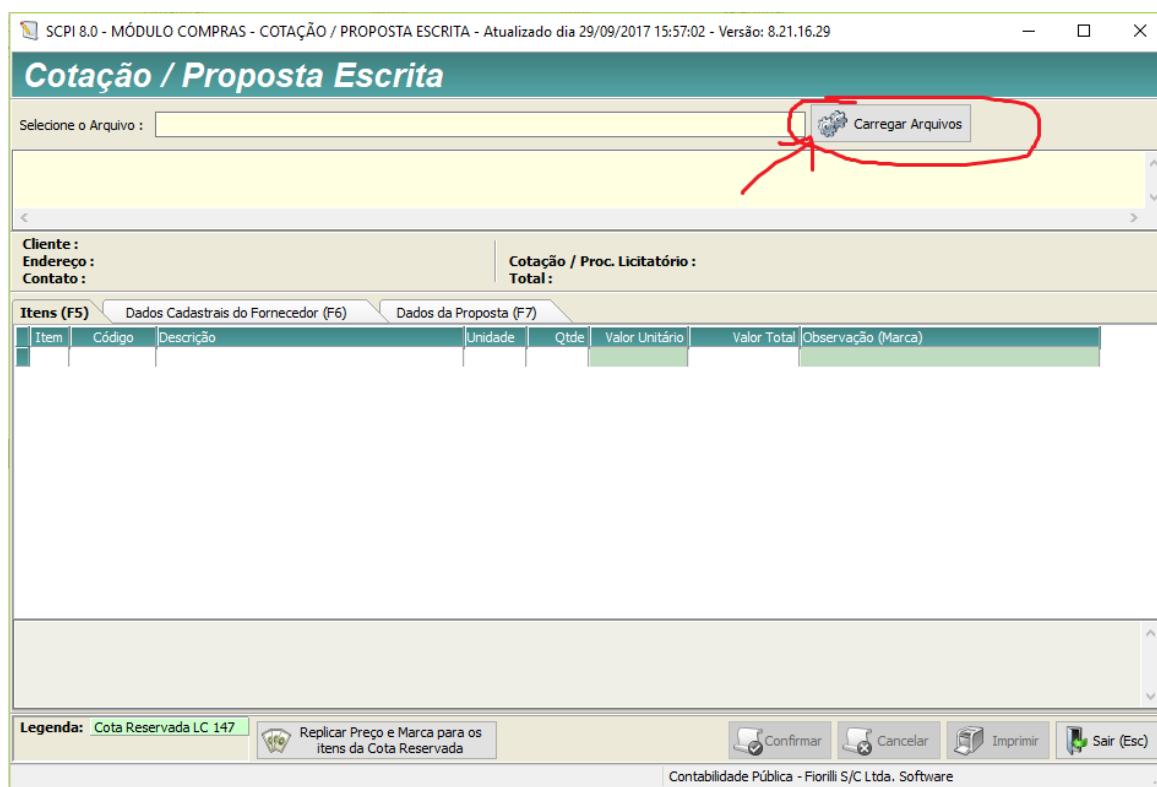 SCPI 8.0 - MÓDULO COMPRAS - COTAÇÃO / PROPOSTA ESCRITA - Atualizado dia 29/09/2017 15:57:02 - Versão: 8.21.16.29
Cotação / Proposta Escrita
Selecione o Arquivo : Carregar Arquivos
Cliente :
Endereço : Cotação / Proc. Licitatório :
Contato : Total :
Itens (F5) Dados Cadastrais do Fornecedor (F6) Dados da Proposta (F7)
Item Código Descrição Unidade Qtde Valor Unitário Valor Total Observação (Marca)
Legenda: Cota Reservada LC 147
Replicar Preço e Marca para os
itens da Cota Reservada
Confirmar Cancelar Imprimir Sair (Esc)
Contabilidade Pública - Fiorilli S/C Ltda. Software